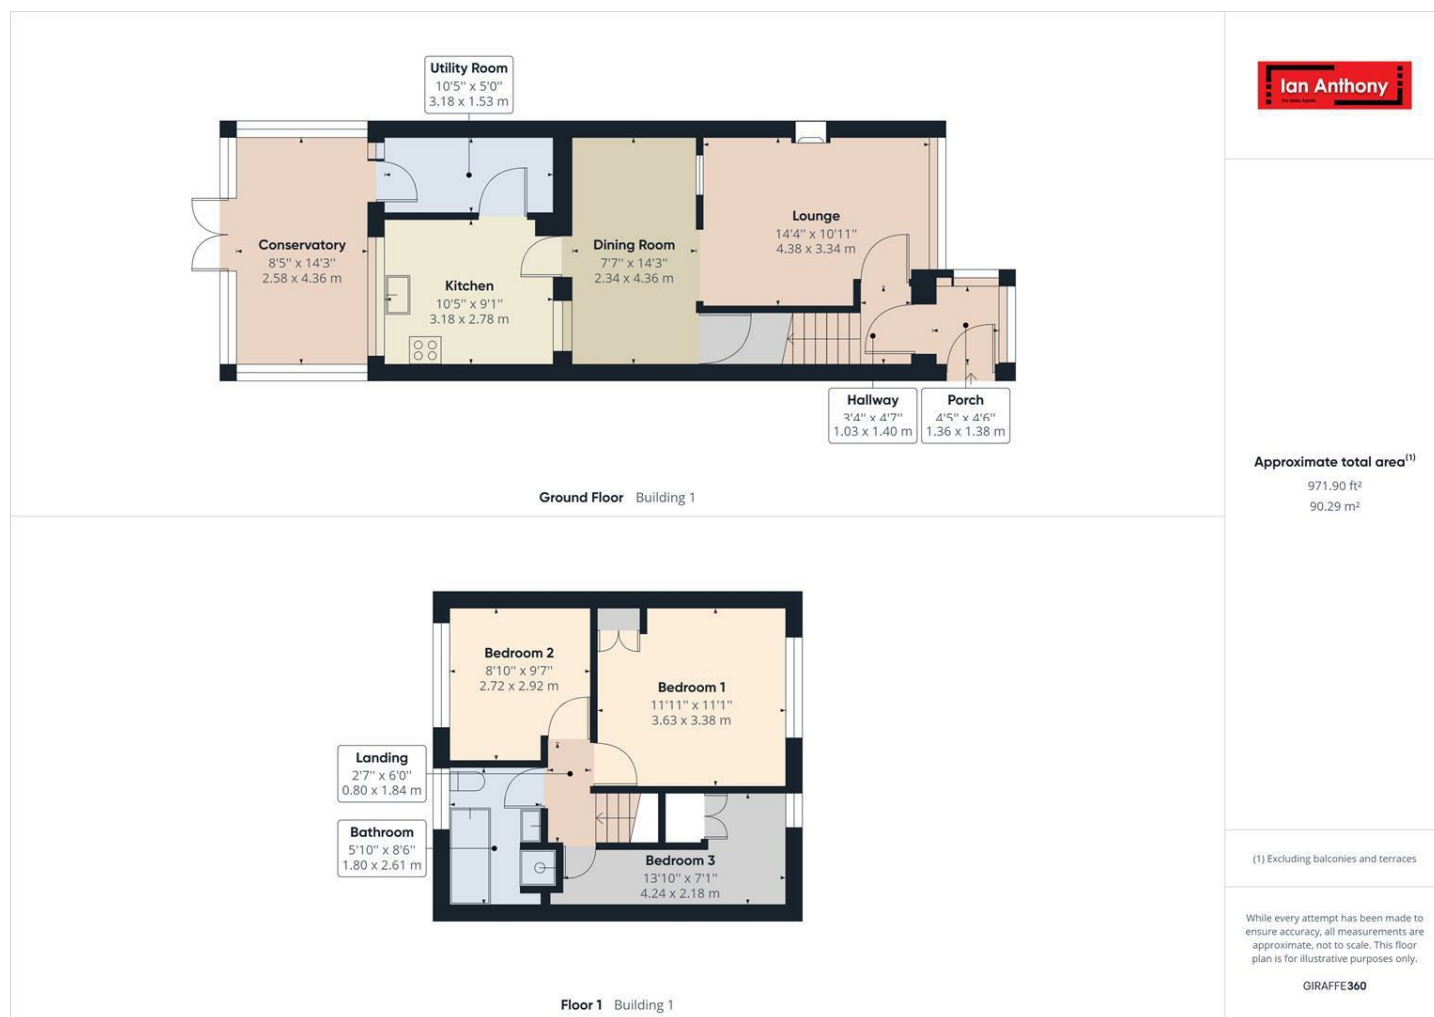 Utility Room
10'5" x 5'0"
3.18 x 1.53 m
Conservatory
8'5" x 14'3"
2.58 x 4.36 m
Kitchen
10'5" x 9'1"
3.18 x 2.78 m
Dining Room
7'7" x 14'3"
2.34 x 4.36 m
Lounge
14'4" x 10'11"
4.38 x 3.34 m
Hallway
3'4" x 4'7"
1.03 x 1.40 m
Porch
4'5" x 4'6"
1.36 x 1.38 m
Ground Floor Building 1
Bedroom 2
8'10" x 9'7"
2.72 x 2.92 m
Bedroom 1
11'11" x 11'1"
3.63 x 3.38 m
Landing
2'7" x 6'0"
0.80 x 1.84 m
Bathroom
5'10" x 8'6"
1.80 x 2.61 m
Bedroom 3
13'10" x 7'1"
4.24 x 2.18 m
Floor 1 Building 1
Ian Anthony
Approximate total area(1)
971.90 ft²
90.29 m²
(1) Excluding balconies and terraces
While every attempt has been made to
ensure accuracy, all measurements are
approximate, not to scale. This floor
plan is for illustrative purposes only.
GIRAFFE360